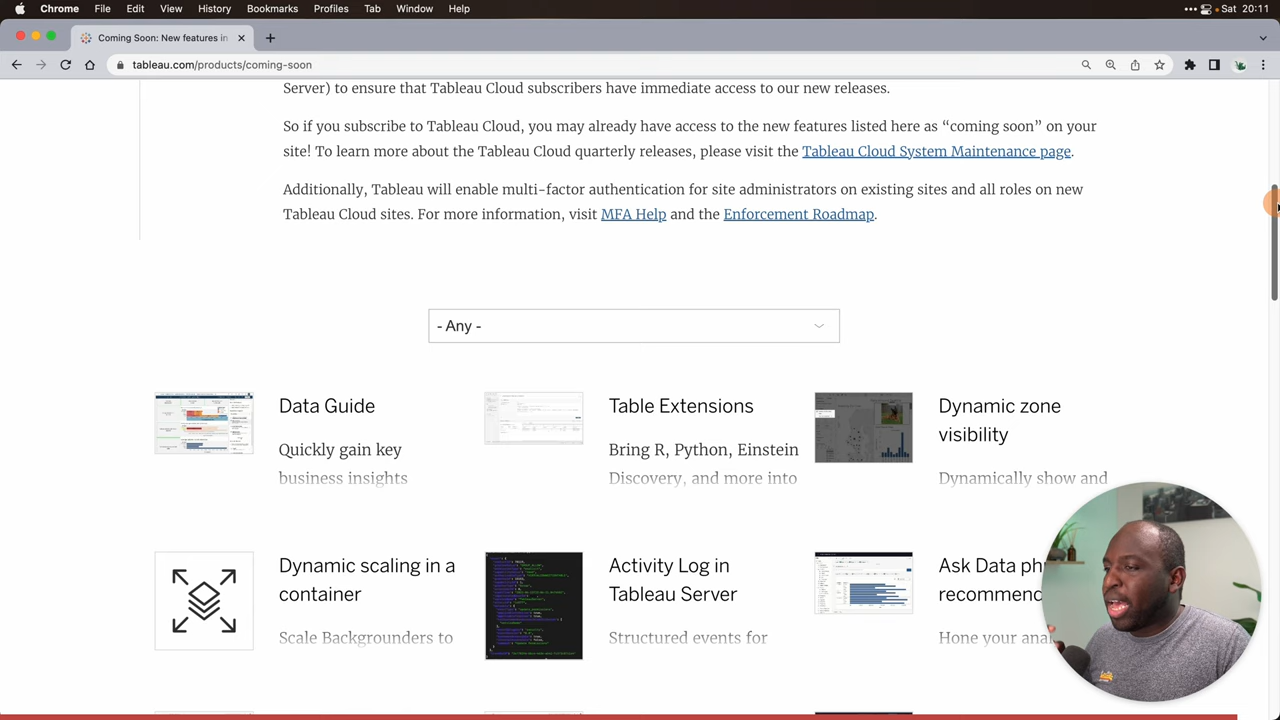 Chrome File Edit View History Bookmarks Profiles Tab Window Help
Sat 20:11
Coming Soon: New features in
tableau.com/products/coming-soon
Server) to ensure that Tableau Cloud subscribers have immediate access to our new releases.
So if you subscribe to Tableau Cloud, you may already have access to the new features listed here as “coming soon” on your
site! To learn more about the Tableau Cloud quarterly releases, please visit the Tableau Cloud System Maintenance page.
Additionally, Tableau will enable multi-factor authentication for site administrators on existing sites and all roles on new
Tableau Cloud sites. For more information, visit MFA Help and the Enforcement Roadmap.
- Any -
Data Guide
Quickly gain key
business insights
Table Extensions
Bring R, Python, Einstein
Discovery, and more into
Dynamic zone
visibility
Dynamically show and
Dynamic scaling in a
container
Scale Backgrounders in
Activity Log in
Tableau Server
Structured events for
Ask Data